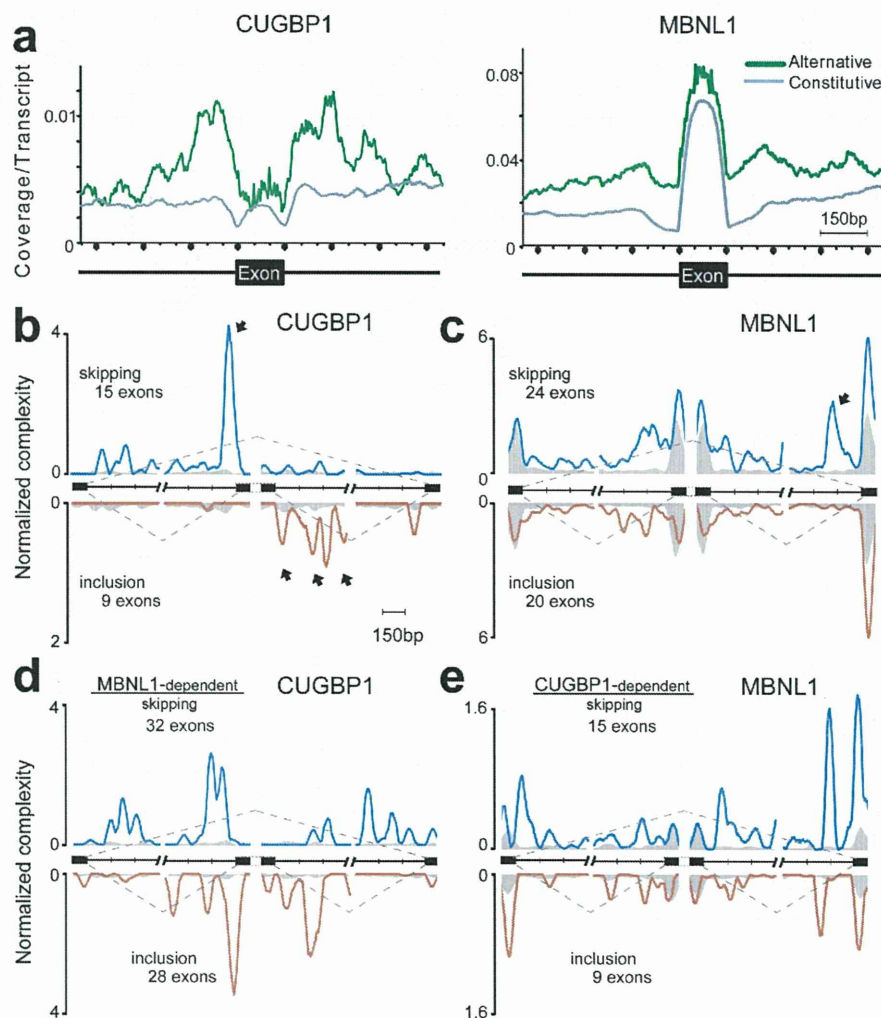 a
CUGBP1
MBNL1
Alternative
Constitutive
Coverage/Transcript
0.01
0
0.08
0.04
0
150bp
Exon
Exon
b
CUGBP1
c
MBNL1
Normalized complexity
4
skipping
15 exons
0
0
inclusion
9 exons
2
150bp
6
skipping
24 exons
0
0
inclusion
20 exons
6
d
MBNL1-dependent
CUGBP1
skipping
32 exons
e
CUGBP1-dependent
MBNL1
skipping
15 exons
Normalized complexity
4
0
0
inclusion
28 exons
4
1.6
0
0
inclusion
9 exons
1.6